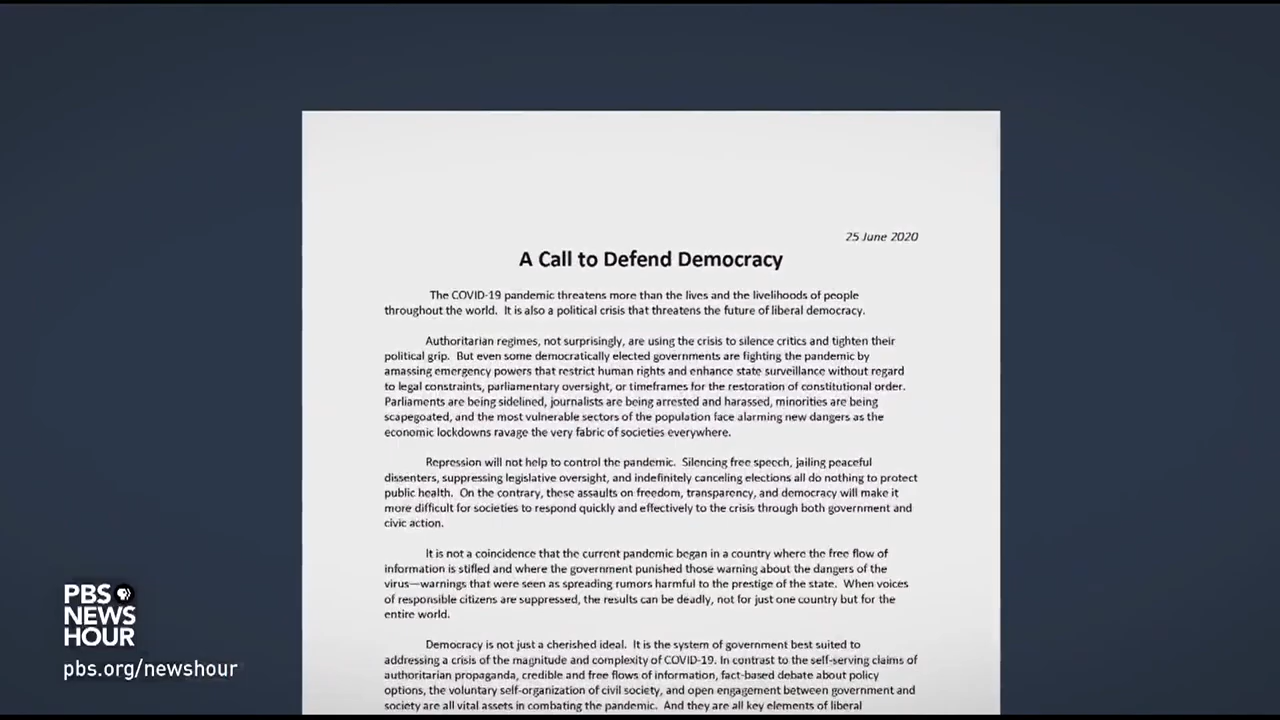 25 June 2020
A Call to Defend Democracy
The COVID-19 pandemic threatens more than the lives and the livelihoods of people
throughout the world. It is also a political crisis that threatens the future of liberal democracy.
Authoritarian regimes, not surprisingly, are using the crisis to silence critics and tighten their
political grip. But even some democratically elected governments are fighting the pandemic by
amassing emergency powers that restrict human rights and enhance state surveillance without regard
to legal constraints, parliamentary oversight, or timeframes for the restoration of constitutional order.
Parliaments are being sidelined, journalists are being arrested and harassed, minorities are being
scapegoated, and the most vulnerable sectors of the population face alarming new dangers as the
economic lockdowns ravage the very fabric of societies everywhere.
Repression will not help to control the pandemic. Silencing free speech, jailing peaceful
dissenters, suppressing legislative oversight, and indefinitely canceling elections all do nothing to protect
public health. On the contrary, these assaults on freedom, transparency, and democracy will make it
more difficult for societies to respond quickly and effectively to the crisis through both government and
civic action.
It is not a coincidence that the current pandemic began in a country where the free flow of
information is stifled and where the government punished those warning about the dangers of the
virus—warnings that were seen as spreading rumors harmful to the prestige of the state. When voices
of responsible citizens are suppressed, the results can be deadly, not for just one country but for the
entire world.
Democracy is not just a cherished ideal. It is the system of government best suited to
addressing a crisis of the magnitude and complexity of COVID-19. In contrast to the self-serving claims of
authoritarian propaganda, credible and free flows of information, fact-based debate about policy
options, the voluntary self-organization of civil society, and open engagement between government and
society are all vital assets in combating the pandemic. And they are all key elements of liberal
PBS
NEWS
HOUR
pbs.org/newshour